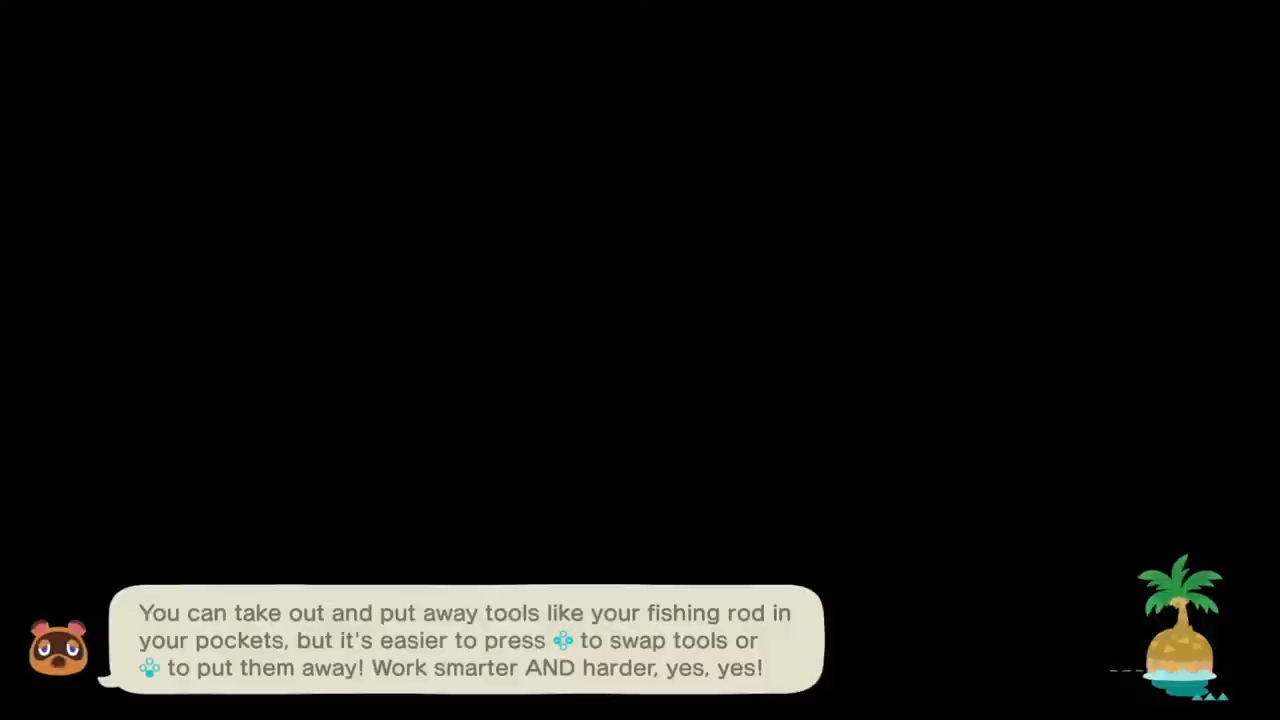 You can take out and put away tools like your fishing rod in
your pockets, but it's easier to press to swap tools or
to put them away! Work smarter AND harder, yes, yes!